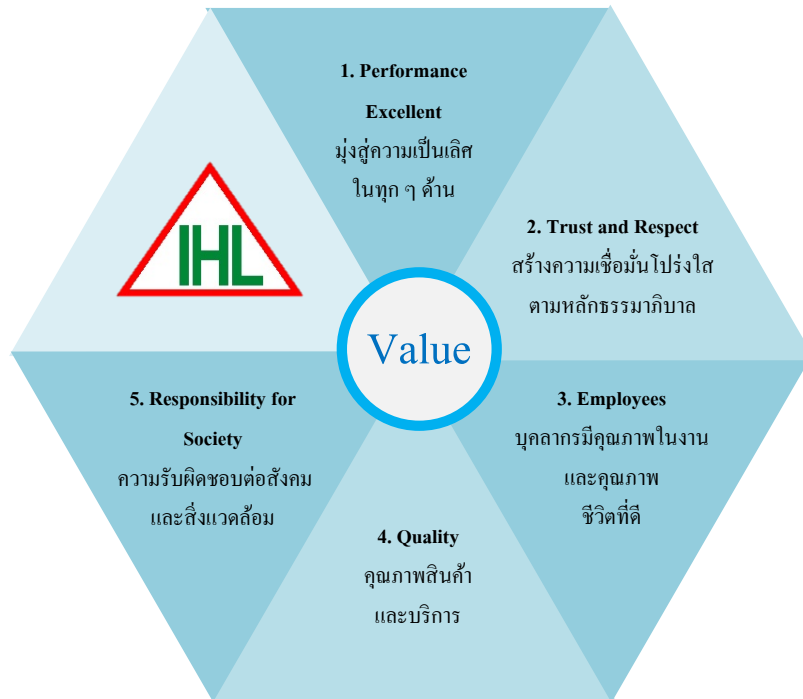 1. Performance
Excellent
มุ่งสู่ความเป็นเลิศ
ในทุก ๆ ด้าน
2. Trust and Respect
สร้างความเชื่อมั่นโปร่งใส
ตามหลักธรรมาภิบาล
IHL
Value
3. Employees
บุคลากรมีคุณภาพในงาน
และคุณภาพ
ชีวิตที่ดี
4. Quality
คุณภาพสินค้า
และบริการ
5. Responsibility for
Society
ความรับผิดชอบต่อสังคม
และสิ่งแวดล้อม